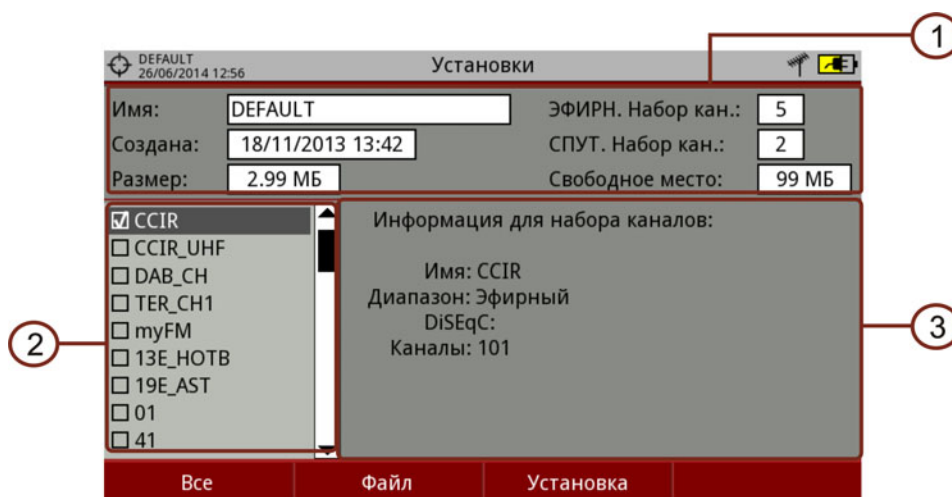 1
DEFAULT
26/06/2014 12:56
Установки
Имя: DEFAULT ЭФИРН. Набор кан.: 5
Создана: 18/11/2013 13:42 СПУТ. Набор кан.: 2
Размер: 2.99 МБ Свободное место: 99 МБ
CCIR
CCIR_UHF
DAB_CH
TER_CH1
myFM
13E_HOTB
19E_AST
01
41
2
Информация для набора каналов:
Имя: CCIR
Диапазон: Эфирный
DiSEqC:
Каналы: 101
3
Все Файл Установка